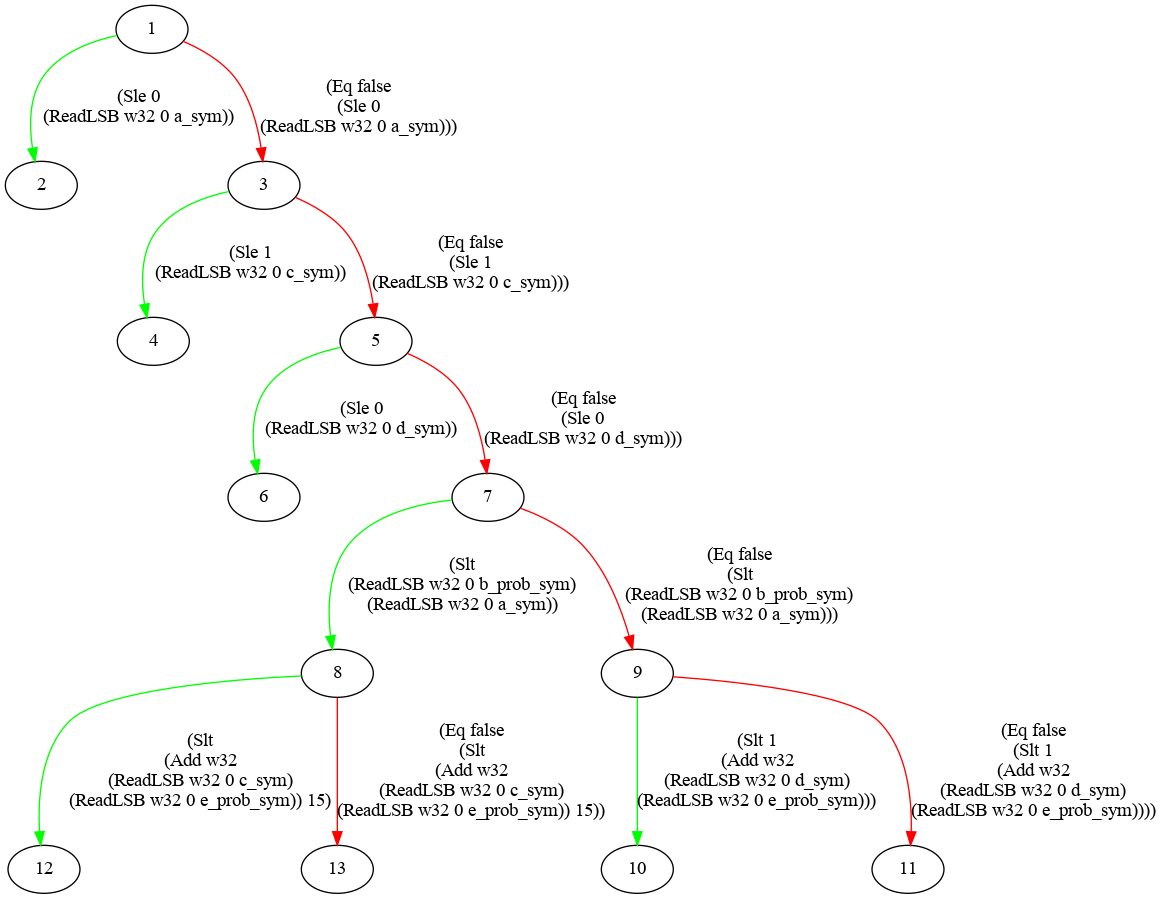 1
(Sle 0
(ReadLSB w32 0 a_sym))
(Eq false
(Sle 0
(ReadLSB w32 0 a_sym)))
2
3
(Sle 1
(ReadLSB w32 0 c_sym))
(Eq false
(Sle 1
(ReadLSB w32 0 c_sym)))
4
5
(Sle 0
(ReadLSB w32 0 d_sym))
(Eq false
(Sle 0
(ReadLSB w32 0 d_sym)))
6
7
(Slt
(ReadLSB w32 0 b_prob_sym)
(ReadLSB w32 0 a_sym))
(Eq false
(Slt
(ReadLSB w32 0 b_prob_sym)
(ReadLSB w32 0 a_sym)))
8
9
(Slt
(Add w32
(ReadLSB w32 0 c_sym)
(ReadLSB w32 0 e_prob_sym)) 15)
(Eq false
(Slt
(Add w32
(ReadLSB w32 0 c_sym)
(ReadLSB w32 0 e_prob_sym)) 15))
(Slt 1
(Add w32
(ReadLSB w32 0 d_sym)
(ReadLSB w32 0 e_prob_sym)))
(Eq false
(Slt 1
(Add w32
(ReadLSB w32 0 d_sym)
(ReadLSB w32 0 e_prob_sym))))
12
13
10
11